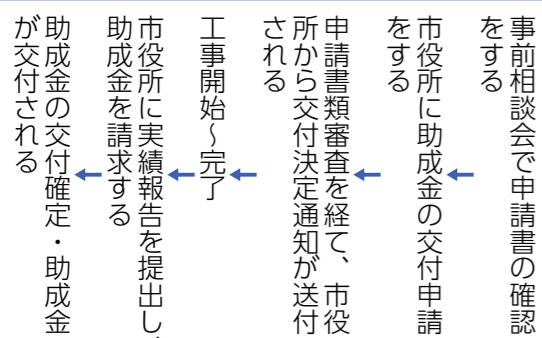 事前相談会で申請書の確認
をする
市役所に助成金の交付申請
をする
申請書類審査を経て、市役
所から交付決定通知が送付
される
工事開始~完了
市役所に実績報告を提出し、
助成金を請求する
助成金の交付確定・助成金
が交付される